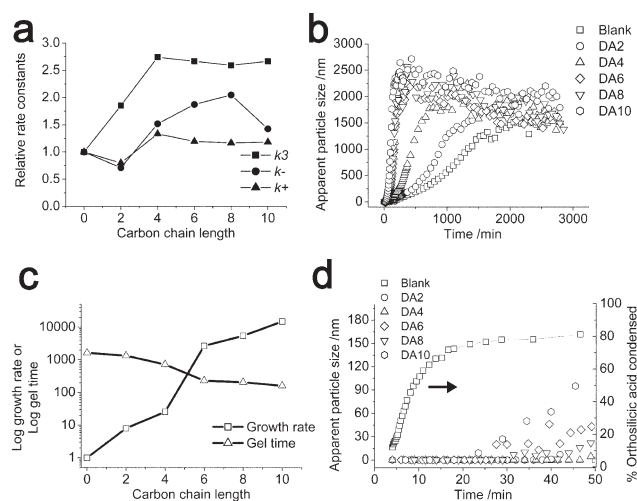 a
3.0
2.5
2.0
1.5
1.0
0.5
0.0
Relative rate constants
k3
k-
k+
0 2 4 6 8 10
Carbon chain length
b
Blank
DA2
DA4
DA6
DA8
DA10
3000
2500
2000
1500
1000
500
0
Apparent particle size /nm
0 1000 2000 3000
Time /min
c
10000
1000
100
10
1
Log growth rate or
Log gel time
Growth rate
Gel time
0 2 4 6 8 10
Carbon chain length
d
Blank
DA2
DA4
DA6
DA8
DA10
180
150
120
90
60
30
0
Apparent particle size/nm
100
80
60
40
20
0
% Orthosilicic acid condensed
0 10 20 30 40 50
Time /min